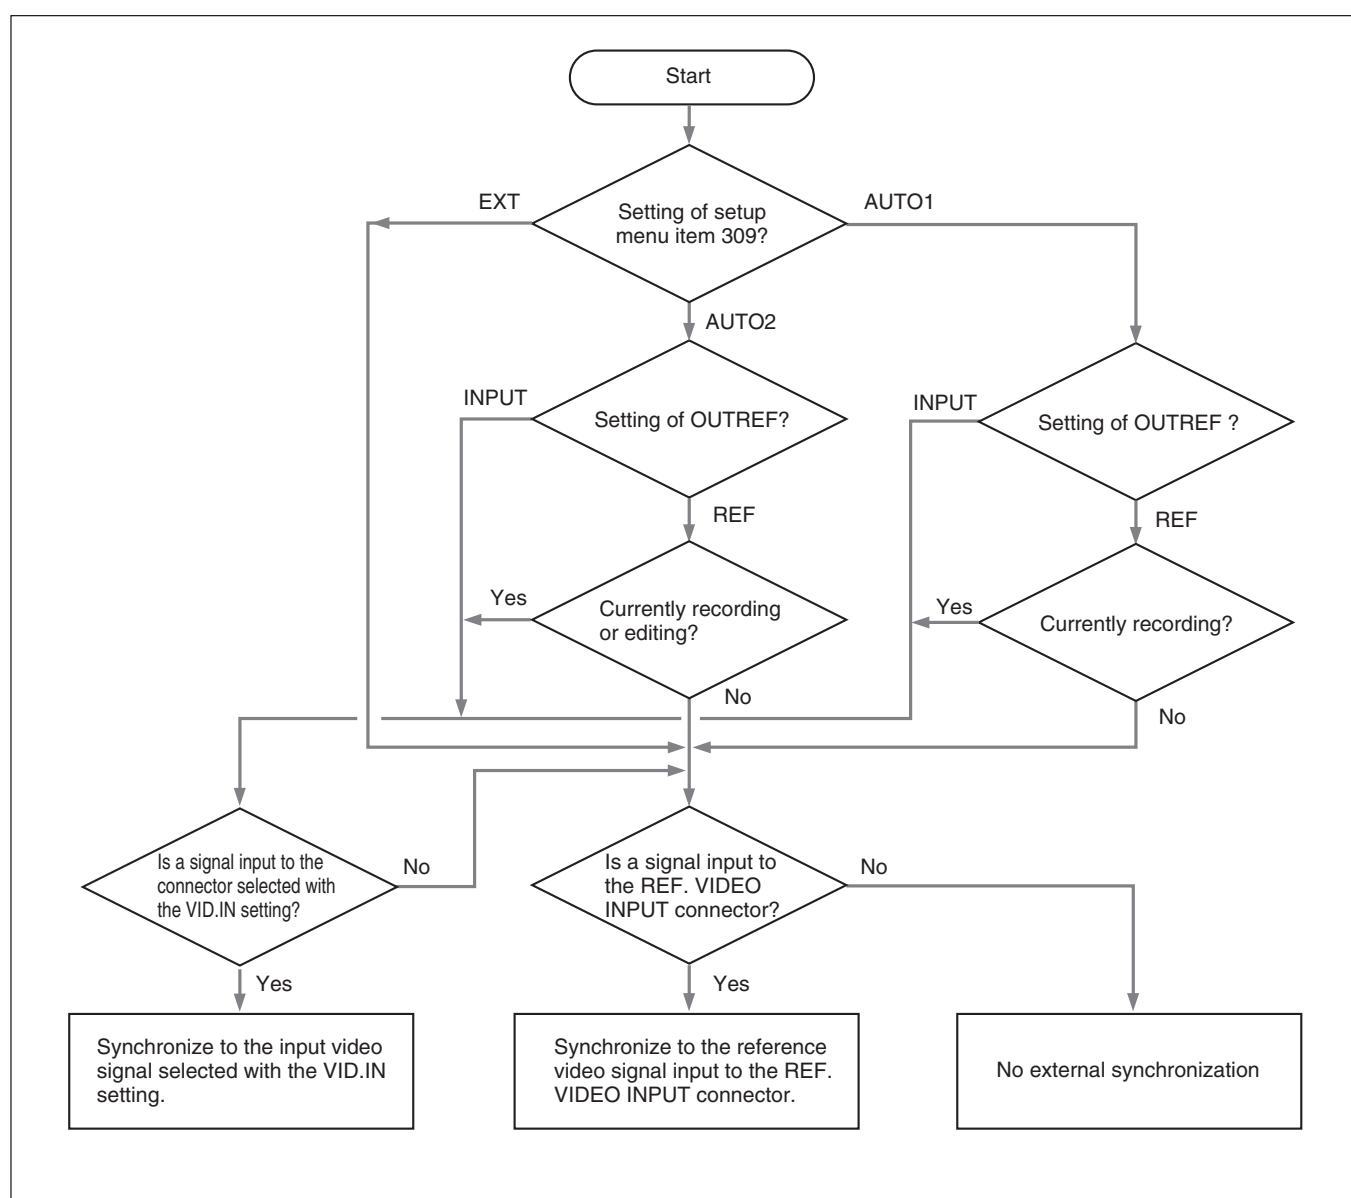 Start
EXT
Setting of setup
menu item 309?
AUTO1
AUTO2
INPUT
Setting of OUTREF?
INPUT
Setting of OUTREF ?
REF
REF
Yes
Currently recording
or editing?
Yes
Currently recording?
No
No
Is a signal input to the
connector selected with
the VID.IN setting?
No
Is a signal input to
the REF. VIDEO
INPUT connector?
No
Yes
Yes
Synchronize to the input video
signal selected with the VID.IN
setting.
Synchronize to the reference
video signal input to the REF.
VIDEO INPUT connector.
No external synchronization